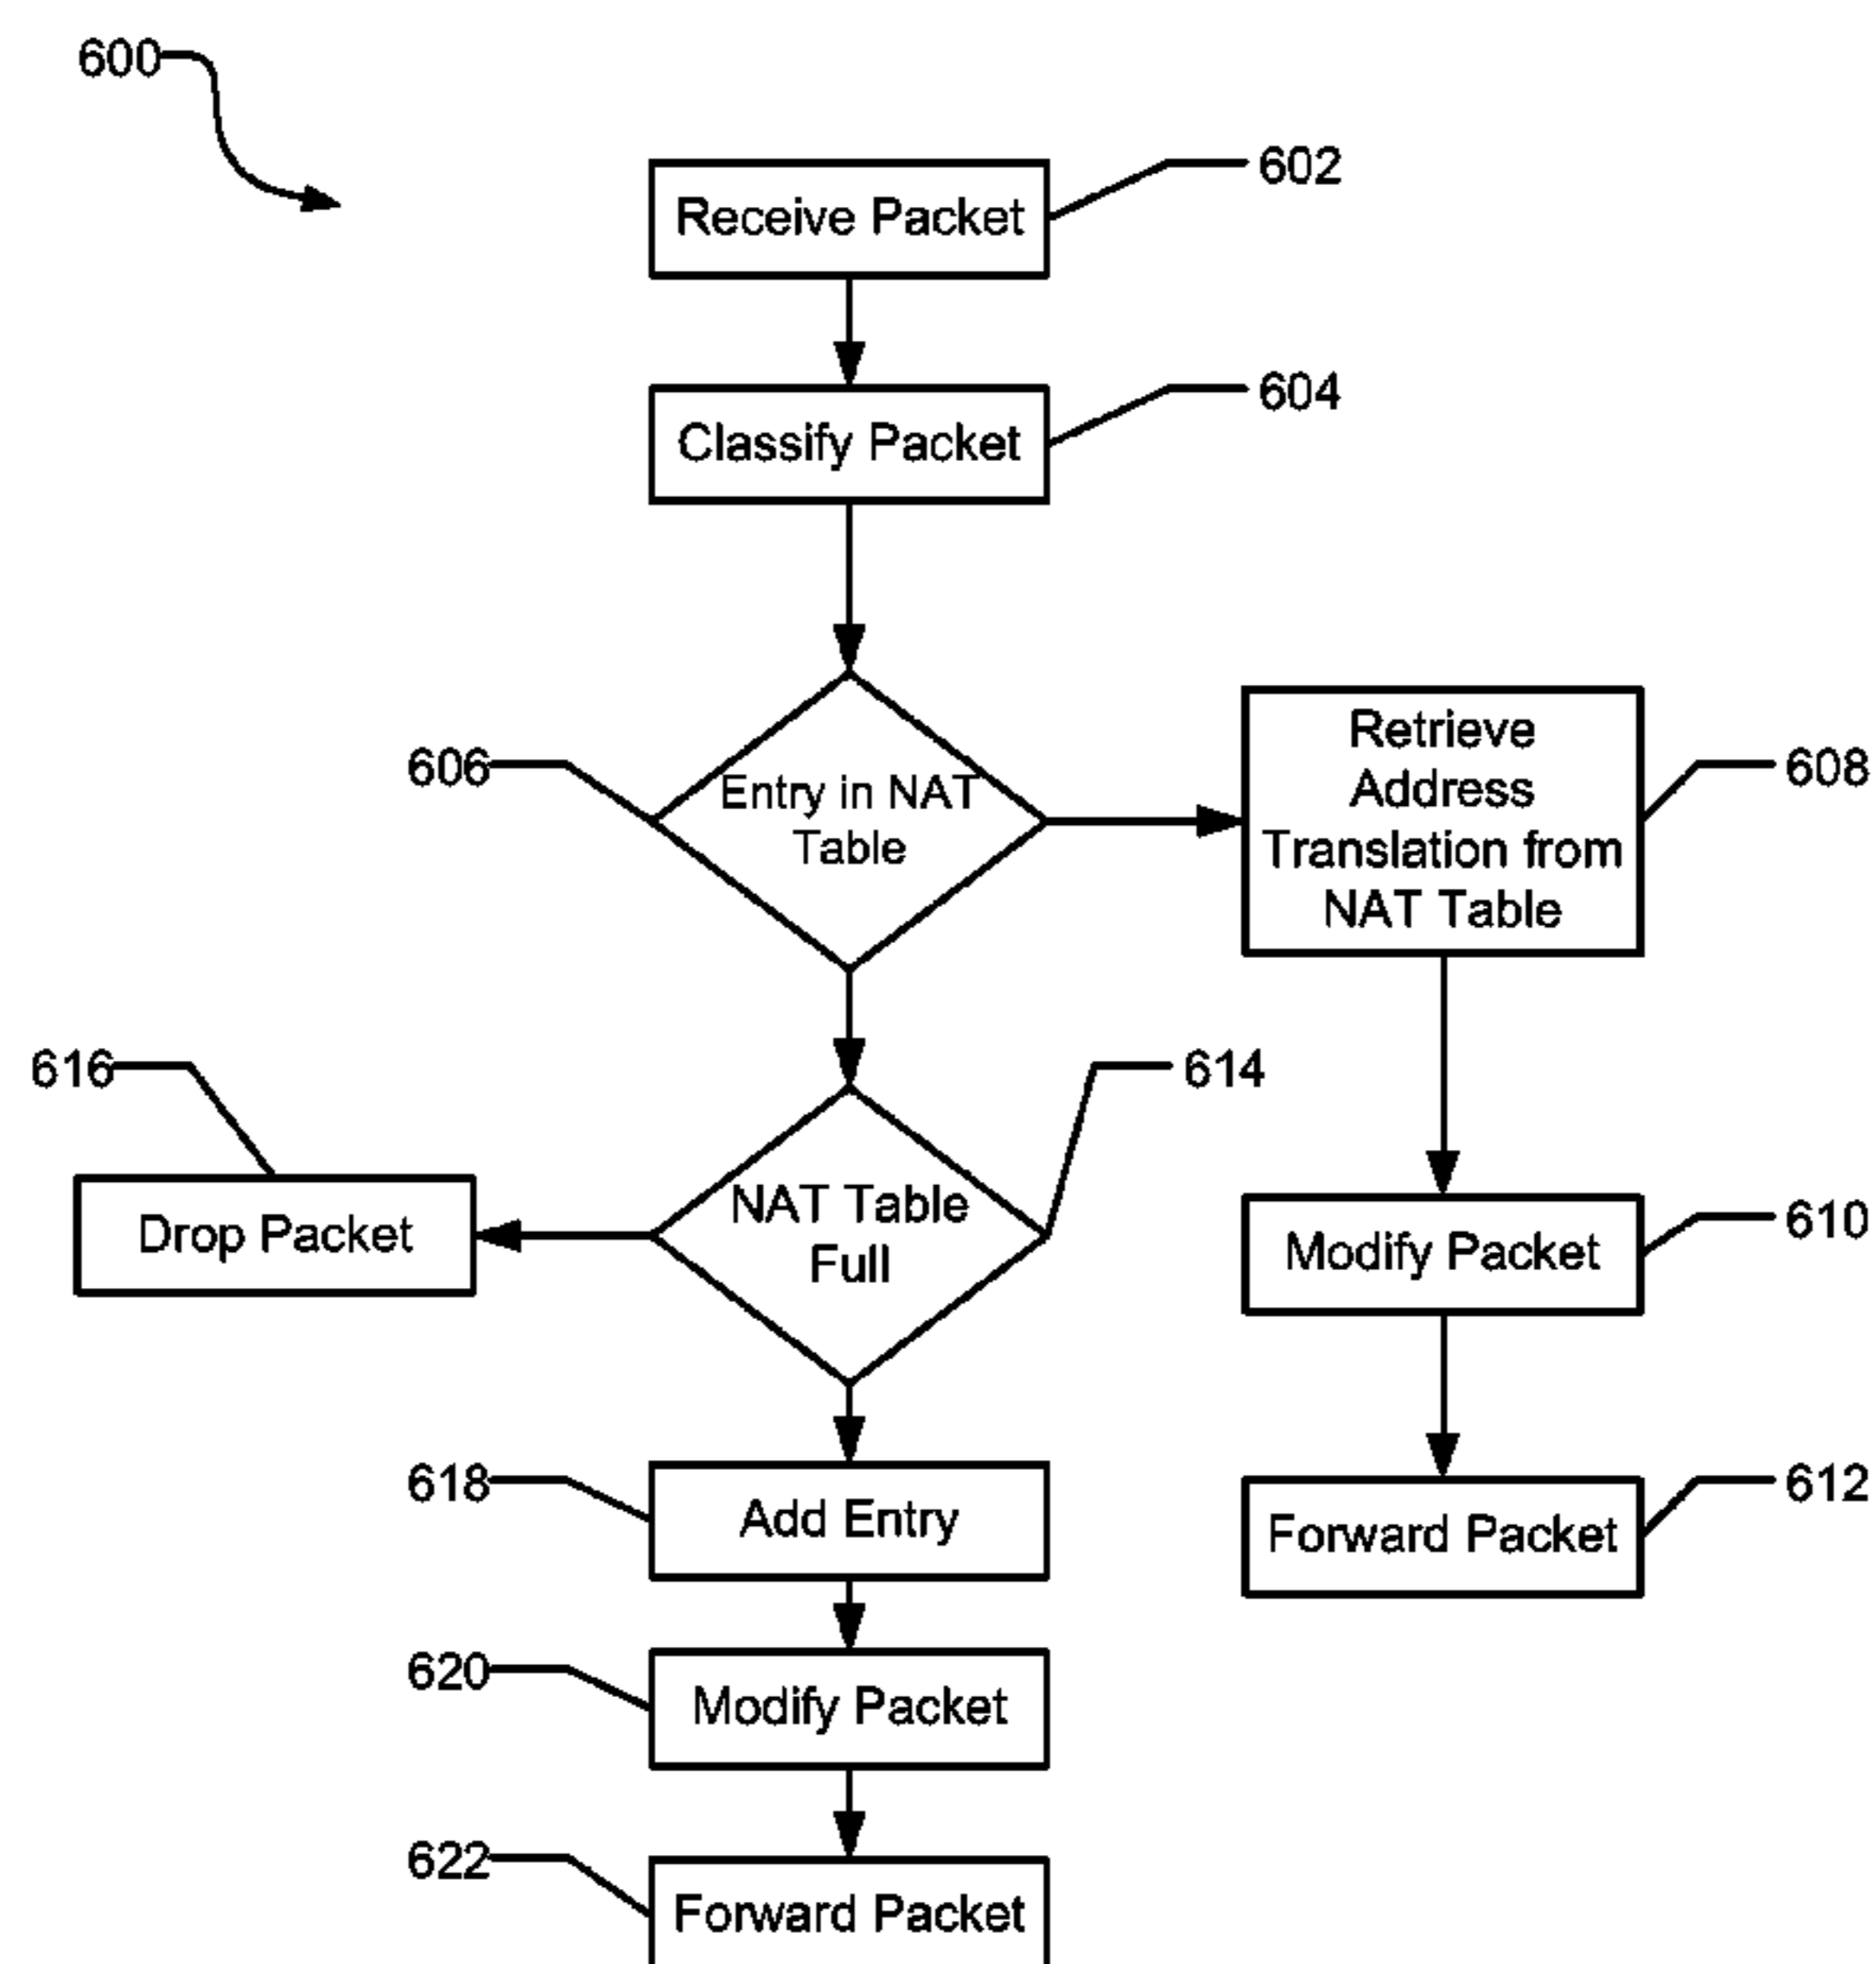 600
602
Receive Packet
604
Classify Packet
606
Entry in NAT
Table
Retrieve
Address
Translation from
NAT Table
608
616
614
Drop Packet
NAT Table
Full
Modify Packet
610
618
Add Entry
Forward Packet
612
620
Modify Packet
622
Forward Packet